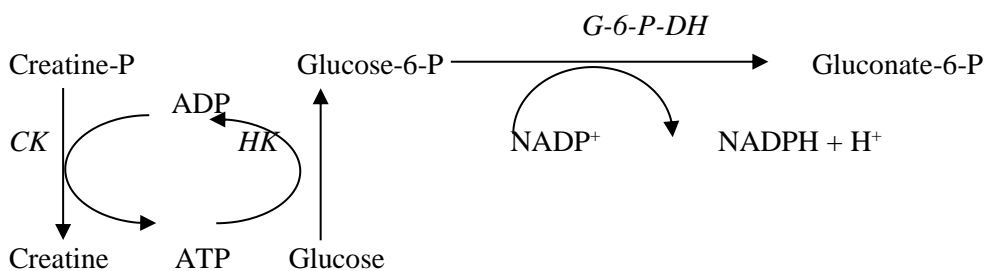 G-6-P-DH
Creatine-P Glucose-6-P Gluconate-6-P
ADP
CK HK NADP⁺ NADPH + H⁺
Creatine ATP Glucose